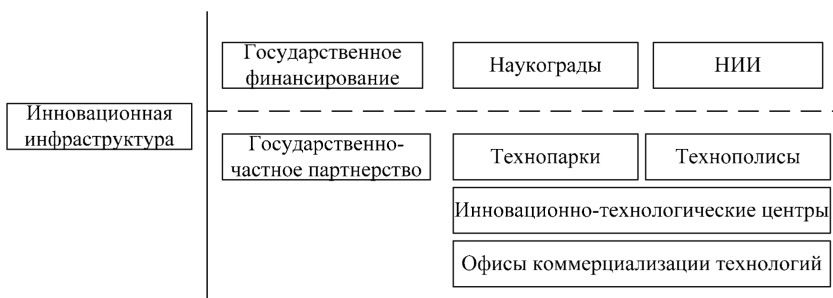 Государственное
финансирование
Наукограды
НИИ
Инновационная
инфраструктура
Государственно-
частное партнерство
Технопарки
Технополисы
Инновационно-технологические центры
Офисы коммерциализации технологий